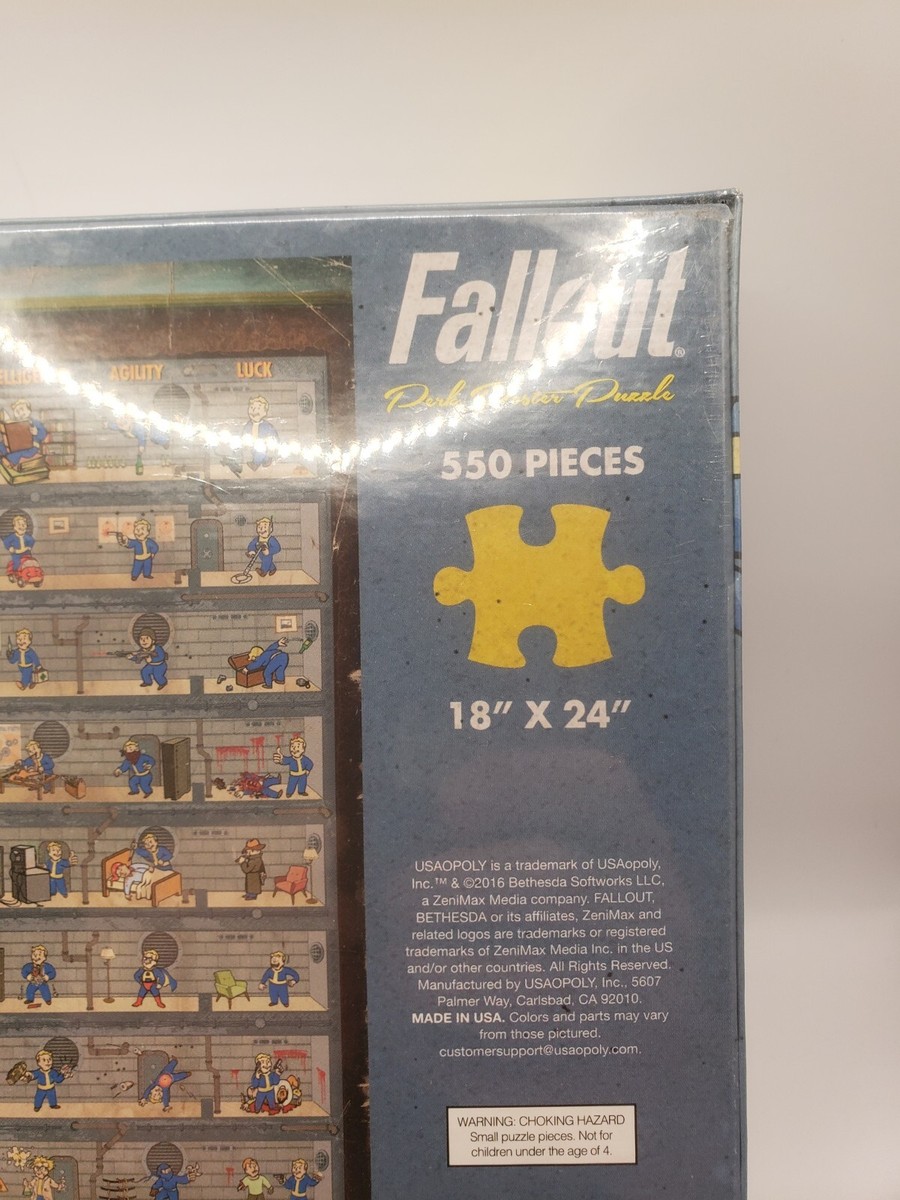 Fallout®
Perk Poster Puzzle
550 PIECES
18” X 24”
AGILITY
LUCK
USAOPOLY is a trademark of USAopoly,
Inc.™ & ©2016 Bethesda Softworks LLC,
a ZeniMax Media company. FALLOUT,
BETHESDA or its affiliates, ZeniMax and
related logos are trademarks or registered
trademarks of ZeniMax Media Inc. in the US
and/or other countries. All Rights Reserved.
Manufactured by USAOPOLY, Inc., 5607
Palmer Way, Carlsbad, CA 92010.
MADE IN USA. Colors and parts may vary
from those pictured.
customersupport@usaopoly.com.
WARNING: CHOKING HAZARD
Small puzzle pieces. Not for
children under the age of 4.